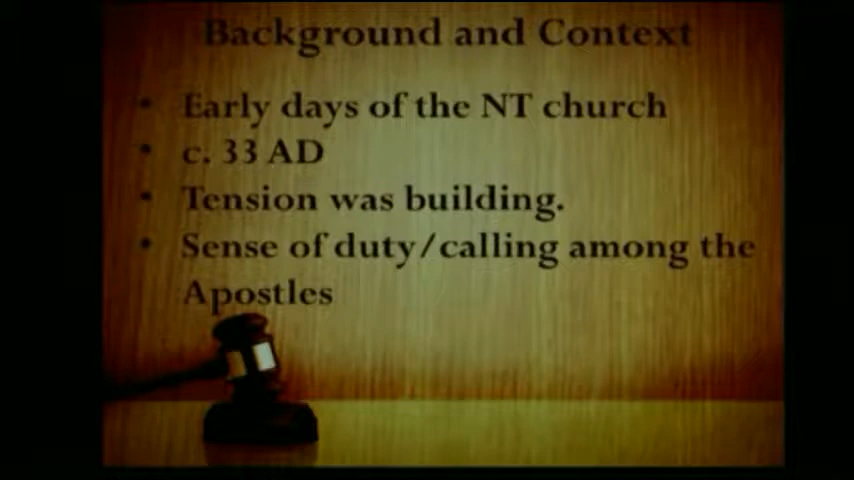 Background and Context
• Early days of the NT church
• c. 33 AD
• Tension was building.
• Sense of duty/calling among the
Apostles